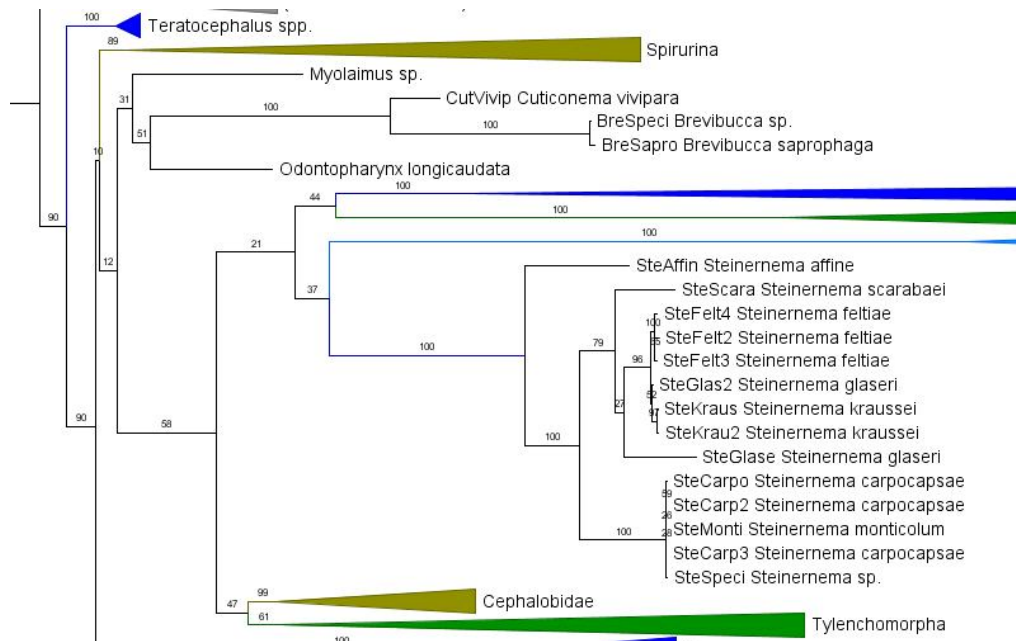 100
Teratocephalus spp.
89
Spirurina
Myolaimus sp.
31
CutVivip Cuticonema vivipara
100
BreSpeci Brevibucca sp.
100
51
BreSapro Brevibucca saprophaga
10
Odontopharynx longicaudata
100
44
100
90
100
21
12
SteAffin Steinernema affine
37
SteScara Steinernema scarabaei
SteFelt4 Steinernema feltiae
100
SteFelt2 Steinernema feltiae
79
100
96
SteFelt3 Steinernema feltiae
SteGlas2 Steinernema glaseri
52
27
SteKraus Steinernema kraussei
97
90
58
SteKrau2 Steinernema kraussei
100
SteGlase Steinernema glaseri
SteCarpo Steinernema carpocapsae
59
SteCarp2 Steinernema carpocapsae
26
SteMonti Steinernema monticolum
100
28
SteCarp3 Steinernema carpocapsae
SteSpeci Steinernema sp.
99
Cephalobidae
47
61
Tylenchomorpha
100